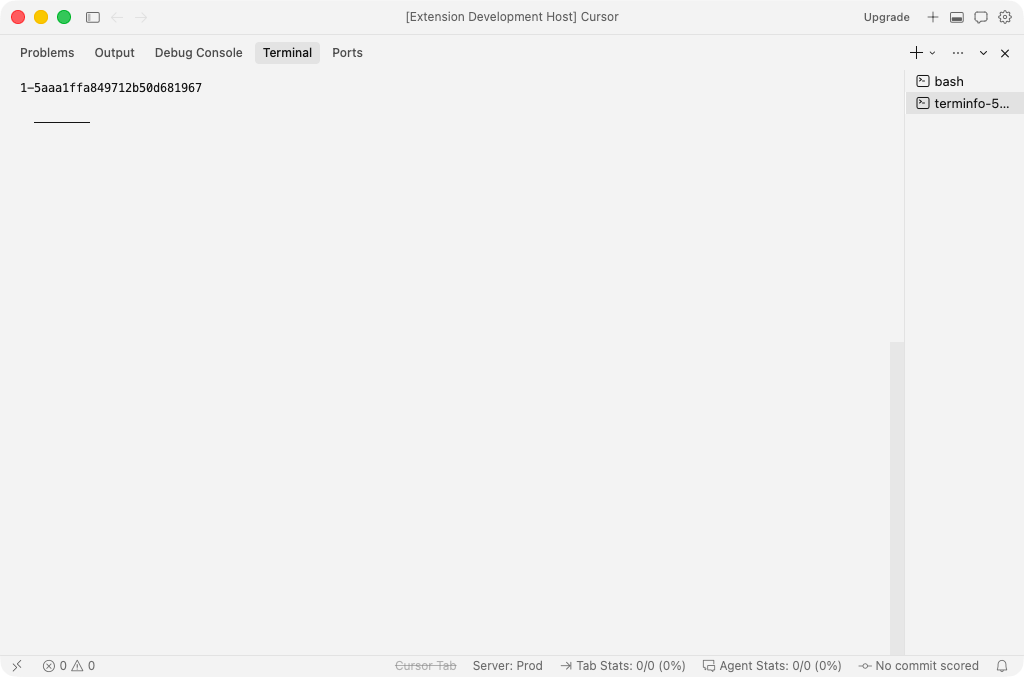 [Extension Development Host] Cursor
Upgrade
Problems Output Debug Console Terminal Ports
1-5aaa1ffa849712b50d681967
bash
terminfo-5...
0 0 Cursor Tab Server: Prod Tab Stats: 0/0 (0%) Agent Stats: 0/0 (0%) No commit scored